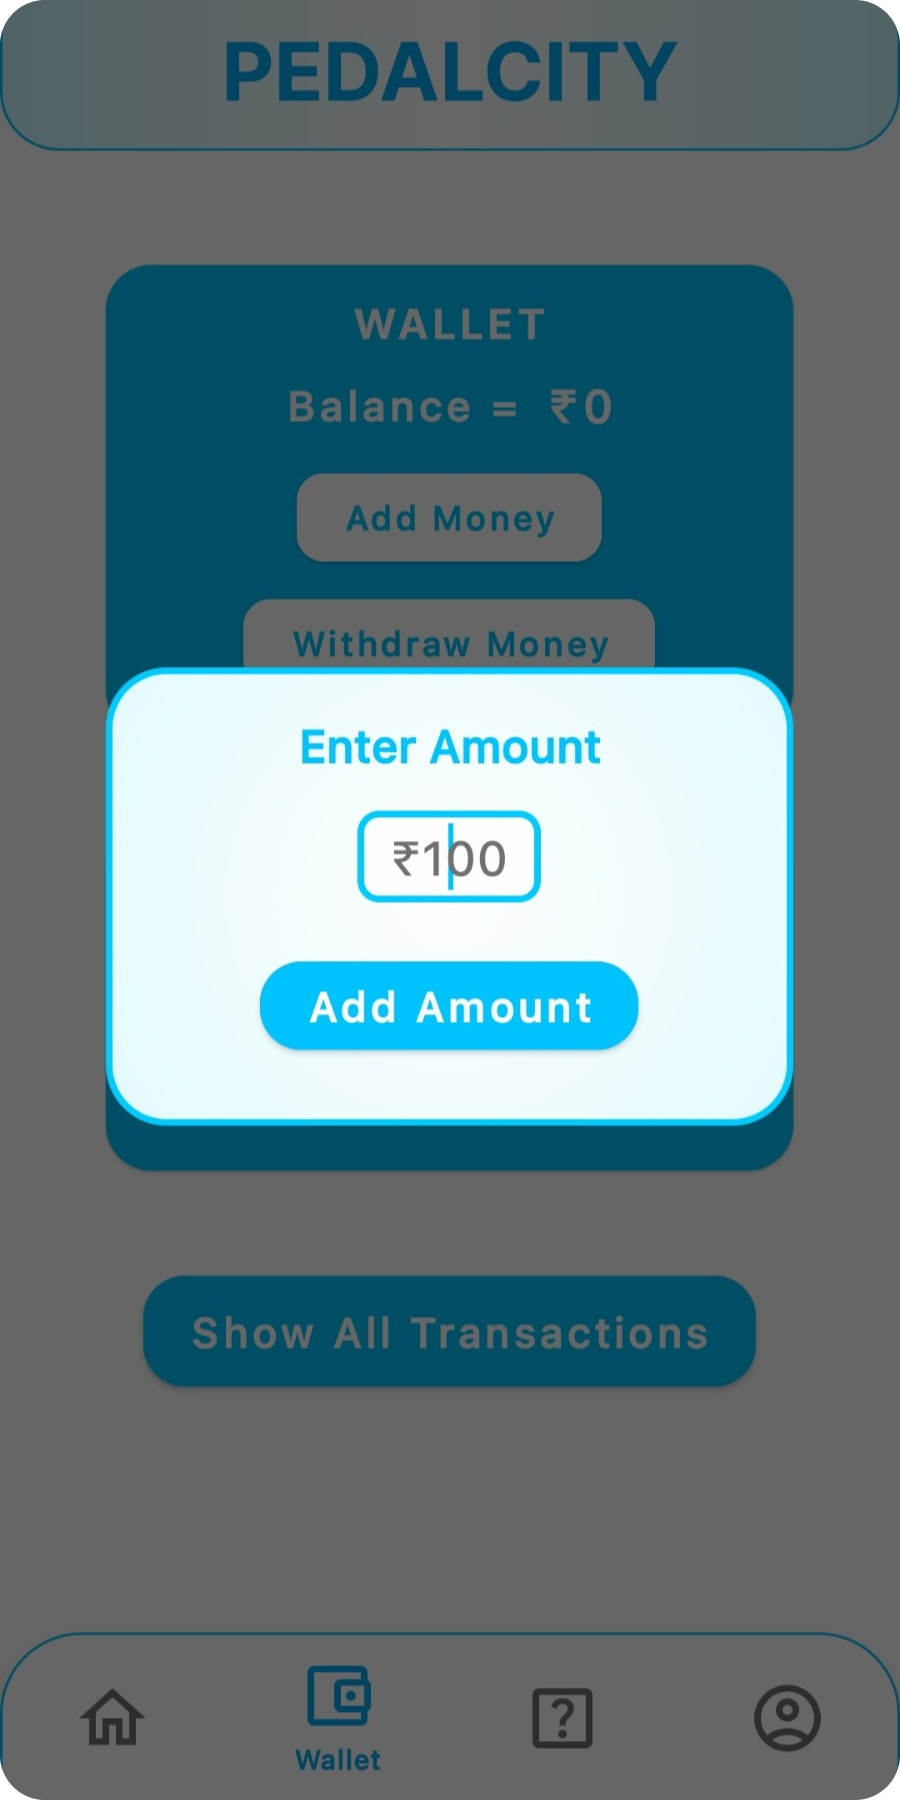 PEDALCITY
WALLET
Balance = ₹0
Add Money
Withdraw Money
Enter Amount
₹100
Add Amount
Show All Transactions
Wallet